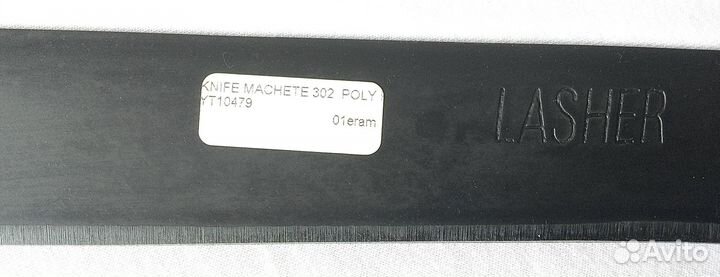 KNIFE MACHETE 302 POLY
YT10479
01eram
LASHER
Avito